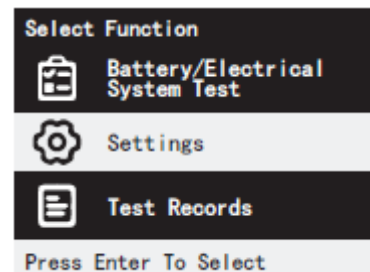 Select Function
Battery/Electrical
System Test
Settings
Test Records
Press Enter To Select